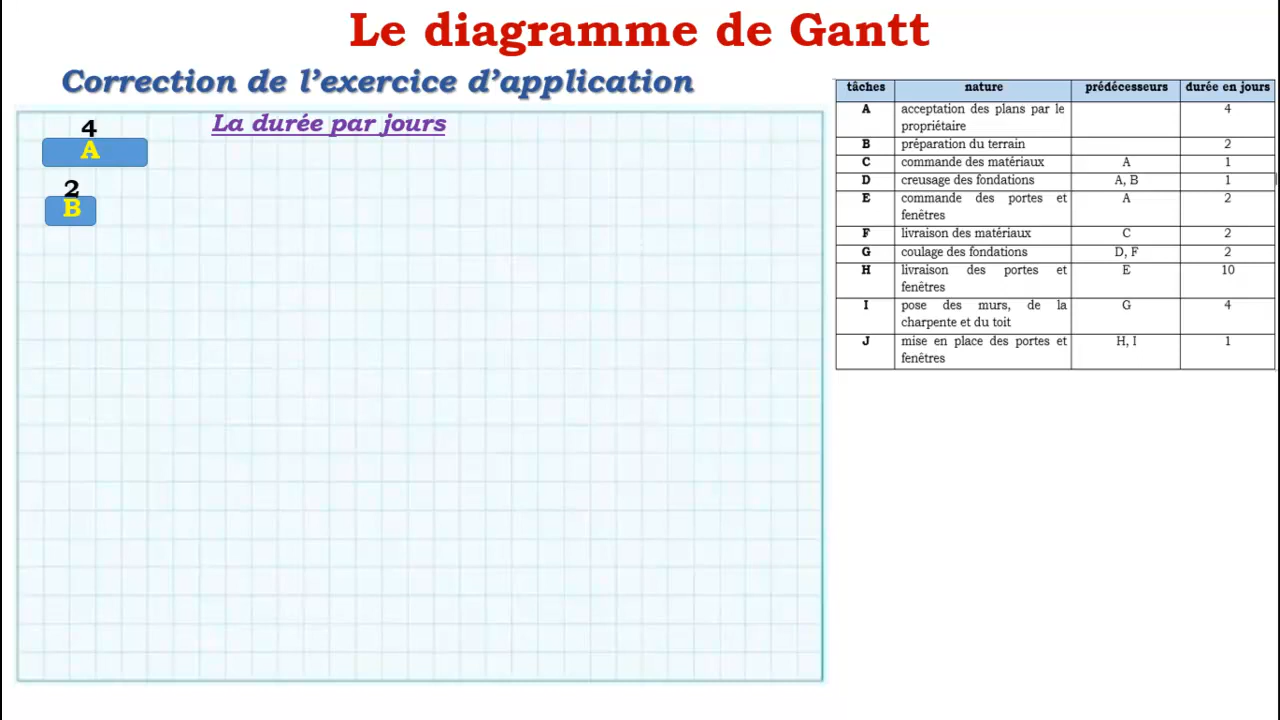 Le diagramme de Gantt
Correction de l'exercice d'application
La durée par jours
4
A
2
B
tâches nature prédécesseurs durée en jours
A acceptation des plans par le propriétaire 4
B préparation du terrain 2
C commande des matériaux A 1
D creusage des fondations A, B 1
E commande des portes et fenêtres A 2
F livraison des matériaux C 2
G coulage des fondations D, F 2
H livraison des portes et fenêtres E 10
I pose des murs, de la charpente et du toit G 4
J mise en place des portes et fenêtres H, I 1